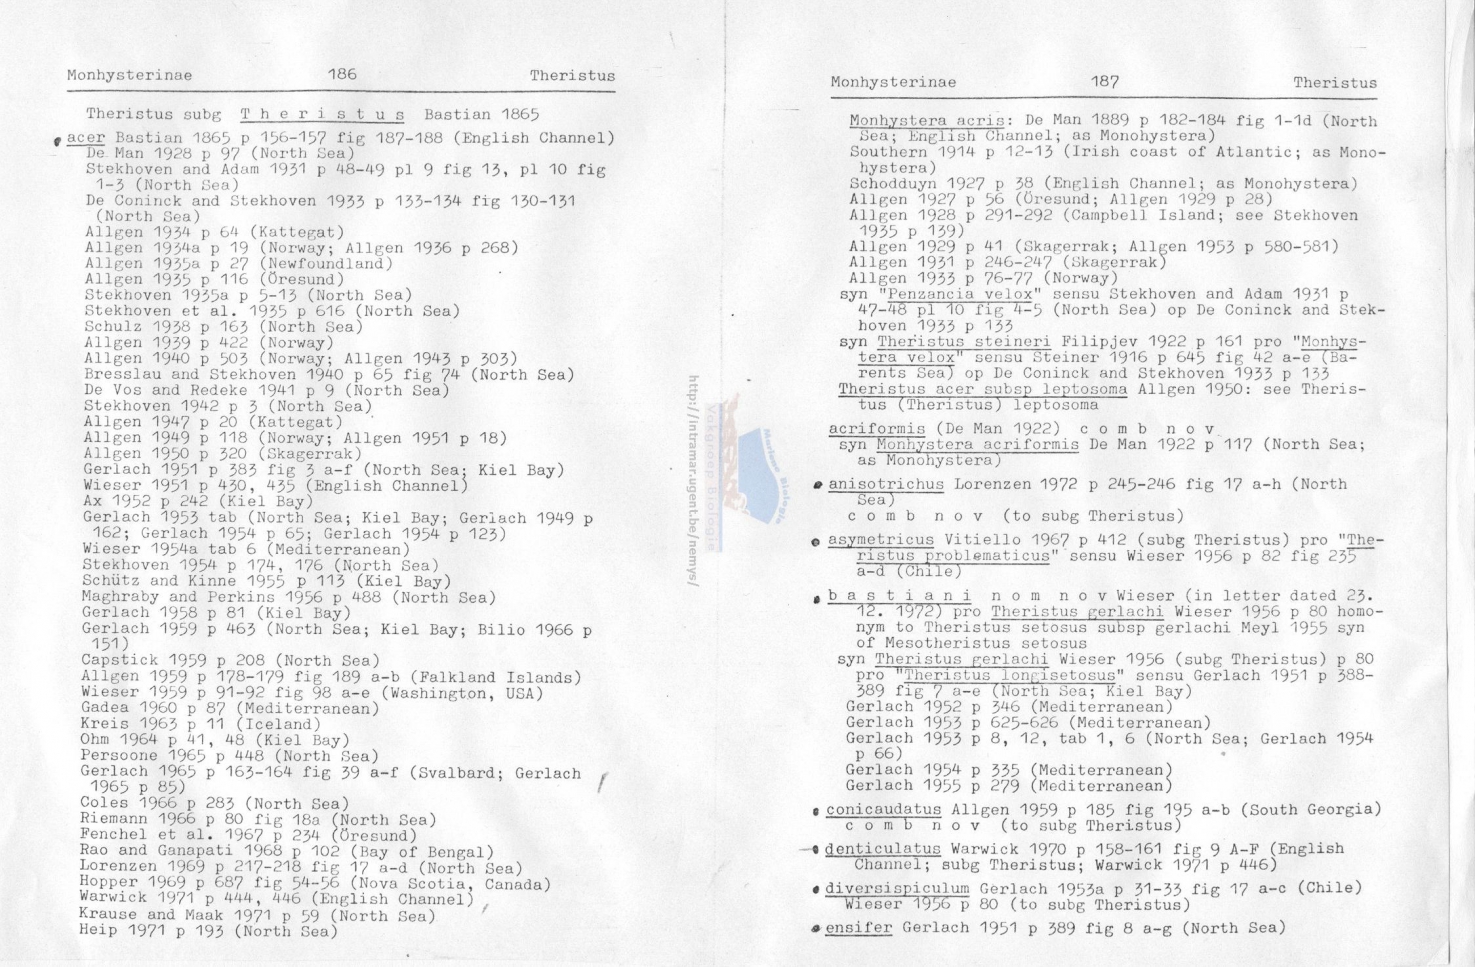 Monhysterinae 186 Theristus
Theristus subg T h e r i s t u s Bastian 1865
acer Bastian 1865 p 156-157 fig 187-188 (English Channel)
De Man 1928 p 97 (North Sea)
Stekhoven and Adam 1931 p 48-49 pl 9 fig 13, pl 10 fig
1-3 (North Sea)
De Coninck and Stekhoven 1933 p 133-134 fig 130-131
(North Sea)
Allgen 1934 p 64 (Kattegat)
Allgen 1934a p 19 (Norway; Allgen 1936 p 268)
Allgen 1935a p 27 (Newfoundland)
Allgen 1935 p 116 (Öresund)
Stekhoven 1935a p 5-13 (North Sea)
Stekhoven et al. 1935 p 616 (North Sea)
Schulz 1938 p 163 (North Sea)
Allgen 1939 p 422 (Norway)
Allgen 1940 p 503 (Norway; Allgen 1943 p 303)
Bresslau and Stekhoven 1940 p 65 fig 74 (North Sea)
De Vos and Redeke 1941 p 9 (North Sea)
Stekhoven 1942 p 3 (North Sea)
Allgen 1947 p 20 (Kattegat)
Allgen 1949 p 118 (Norway; Allgen 1951 p 18)
Allgen 1950 p 320 (Skagerrak)
Gerlach 1951 p 383 fig 3 a-f (North Sea; Kiel Bay)
Wieser 1951 p 430, 435 (English Channel)
Ax 1952 p 242 (Kiel Bay)
Gerlach 1953 tab (North Sea; Kiel Bay; Gerlach 1949 p
162; Gerlach 1954 p 65; Gerlach 1954 p 123)
Wieser 1954a tab 6 (Mediterranean)
Stekhoven 1954 p 174, 176 (North Sea)
Schütz and Kinne 1955 p 113 (Kiel Bay)
Maghraby and Perkins 1956 p 488 (North Sea)
Gerlach 1958 p 81 (Kiel Bay)
Gerlach 1959 p 463 (North Sea; Kiel Bay; Bilio 1966 p
151)
Capstick 1959 p 208 (North Sea)
Allgen 1959 p 178-179 fig 189 a-b (Falkland Islands)
Wieser 1959 p 91-92 fig 98 a-e (Washington, USA)
Gadea 1960 p 87 (Mediterranean)
Kreis 1963 p 11 (Iceland)
Ohm 1964 p 41, 48 (Kiel Bay)
Persoone 1965 p 448 (North Sea)
Gerlach 1965 p 163-164 fig 39 a-f (Svalbard; Gerlach
1965 p 85)
Coles 1966 p 283 (North Sea)
Riemann 1966 p 80 fig 18a (North Sea)
Fenchel et al. 1967 p 234 (Öresund)
Rao and Ganapati 1968 p 102 (Bay of Bengal)
Lorenzen 1969 p 217-218 fig 17 a-d (North Sea)
Hopper 1969 p 687 fig 54-56 (Nova Scotia, Canada)
Warwick 1971 p 444, 446 (English Channel)
Krause and Maak 1971 p 59 (North Sea)
Heip 1971 p 193 (North Sea)
http://intramar.ugent.be/nemys/
Vakgroep Biologie
Mariene Biologie
Monhysterinae 187 Theristus
Monhystera acris: De Man 1889 p 182-184 fig 1-1d (North
Sea; English Channel; as Monohystera)
Southern 1914 p 12-13 (Irish coast of Atlantic; as Mono-
hystera)
Schodduyn 1927 p 38 (English Channel; as Monohystera)
Allgen 1927 p 56 (Öresund; Allgen 1929 p 28)
Allgen 1928 p 291-292 (Campbell Island; see Stekhoven
1935 p 139)
Allgen 1929 p 41 (Skagerrak; Allgen 1953 p 580-581)
Allgen 1931 p 246-247 (Skagerrak)
Allgen 1933 p 76-77 (Norway)
syn "Penzancia velox" sensu Stekhoven and Adam 1931 p
47-48 pl 10 fig 4-5 (North Sea) op De Coninck and Stek-
hoven 1933 p 133
syn Theristus steineri Filipjev 1922 p 161 pro "Monhys-
tera velox" sensu Steiner 1916 p 645 fig 42 a-e (Ba-
rents Sea) op De Coninck and Stekhoven 1933 p 133
Theristus acer subsp leptosoma Allgen 1950: see Theris-
tus (Theristus) leptosoma
acriformis (De Man 1922) c o m b n o v
syn Monhystera acriformis De Man 1922 p 117 (North Sea;
as Monohystera)
anisotrichus Lorenzen 1972 p 245-246 fig 17 a-h (North
Sea)
c o m b n o v (to subg Theristus)
asymetricus Vitiello 1967 p 412 (subg Theristus) pro "The-
ristus problematicus" sensu Wieser 1956 p 82 fig 235
a-d (Chile)
b a s t i a n i n o m n o v Wieser (in letter dated 23.
12. 1972) pro Theristus gerlachi Wieser 1956 p 80 homo-
nym to Theristus setosus subsp gerlachi Meyl 1955 syn
of Mesotheristus setosus
syn Theristus gerlachi Wieser 1956 (subg Theristus) p 80
pro "Theristus longisetosus" sensu Gerlach 1951 p 388-
389 fig 7 a-e (North Sea; Kiel Bay)
Gerlach 1952 p 346 (Mediterranean)
Gerlach 1953 p 625-626 (Mediterranean)
Gerlach 1953 p 8, 12, tab 1, 6 (North Sea; Gerlach 1954
p 66)
Gerlach 1954 p 335 (Mediterranean)
Gerlach 1955 p 279 (Mediterranean)
conicaudatus Allgen 1959 p 185 fig 195 a-b (South Georgia)
c o m b n o v (to subg Theristus)
denticulatus Warwick 1970 p 158-161 fig 9 A-F (English
Channel; subg Theristus; Warwick 1971 p 446)
diversispiculum Gerlach 1953a p 31-33 fig 17 a-c (Chile)
Wieser 1956 p 80 (to subg Theristus)
ensifer Gerlach 1951 p 389 fig 8 a-g (North Sea)